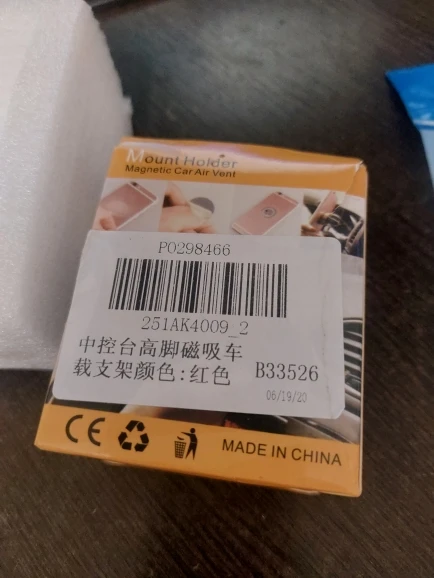 Mount Holder
Magnetic Car Air Vent
PO298466
251AK4009_2
中控台高脚磁吸车
载支架颜色:红色
B33526
06/19/20
CE
MADE IN CHINA